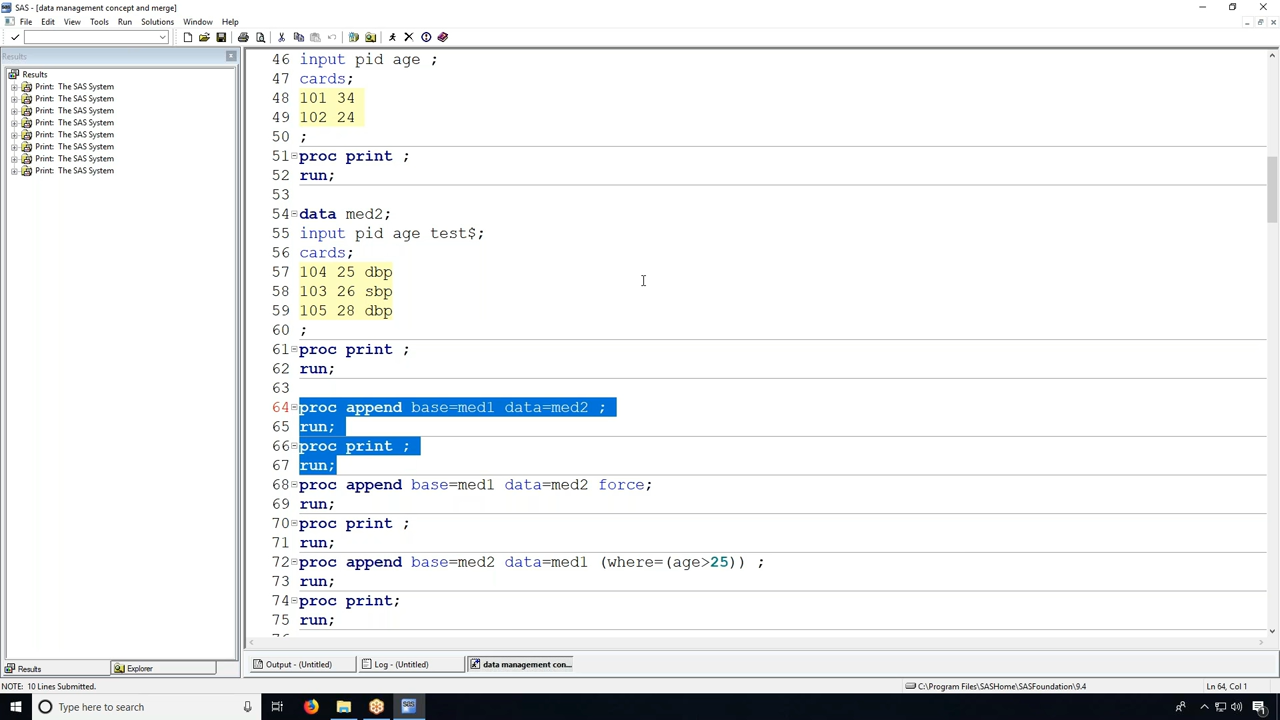 SAS - [data management concept and merge]
File Edit View Tools Run Solutions Window Help
Results
Results
Print: The SAS System
Print: The SAS System
Print: The SAS System
Print: The SAS System
Print: The SAS System
Print: The SAS System
Print: The SAS System
Print: The SAS System
46 input pid age ;
47 cards;
48 101 34
49 102 24
50 ;
51 proc print ;
52 run;
53
54 data med2;
55 input pid age test$;
56 cards;
57 104 25 dbp
58 103 26 sbp
59 105 28 dbp
60 ;
61 proc print ;
62 run;
63
64 proc append base=med1 data=med2 ;
65 run;
66 proc print ;
67 run;
68 proc append base=med1 data=med2 force;
69 run;
70 proc print ;
71 run;
72 proc append base=med2 data=med1 (where=(age>25)) ;
73 run;
74 proc print;
75 run;
Results Explorer
Output - (Untitled) Log - (Untitled) data management con...
NOTE: 10 Lines Submitted. C:\Program Files\SASHome\SASFoundation\9.4 Ln 64, Col 1
Type here to search